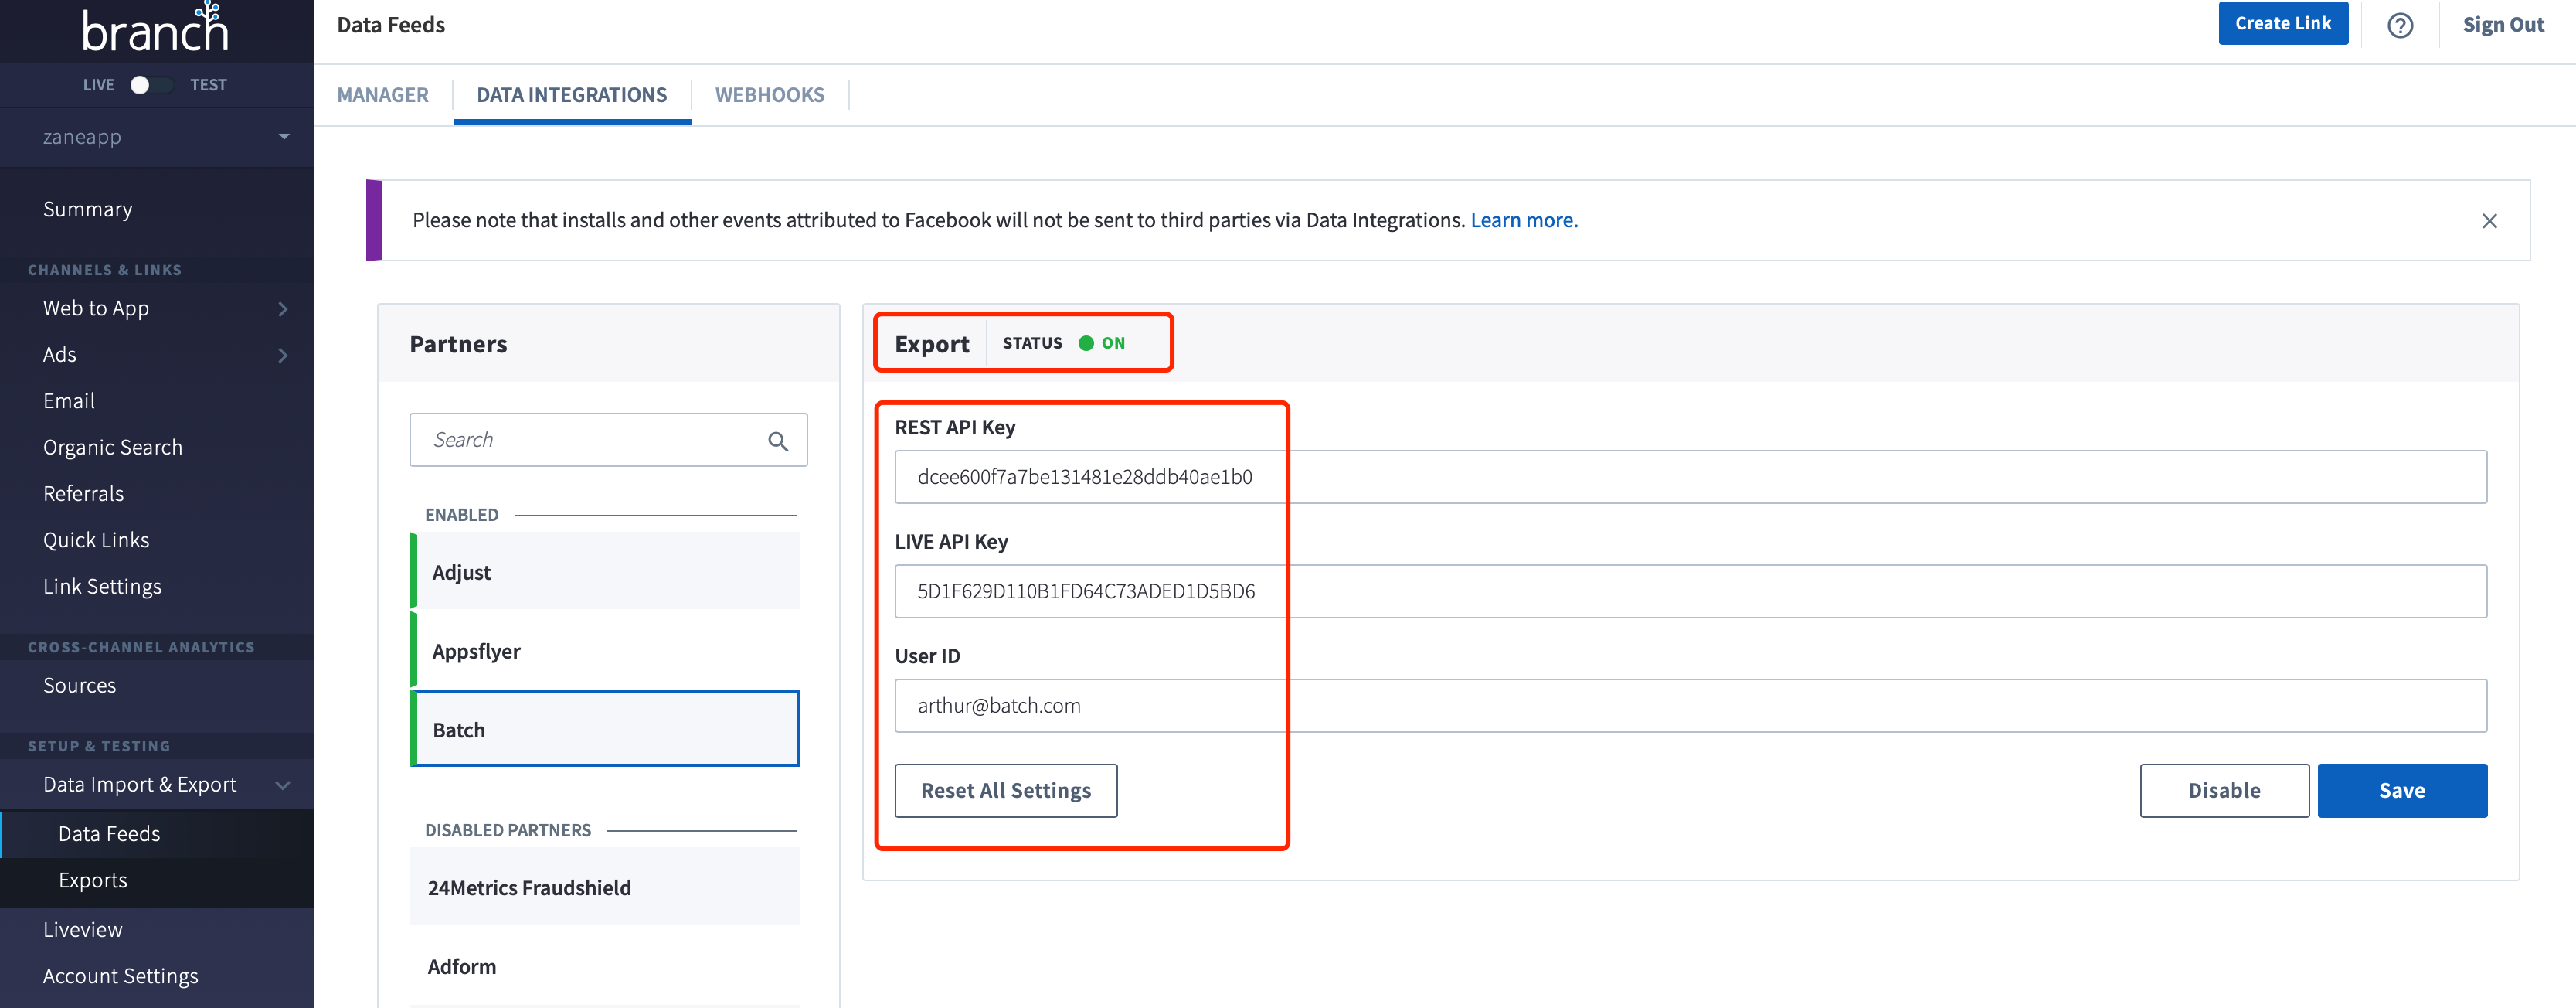 branch
LIVE TEST
zaneapp
Summary
CHANNELS & LINKS
Web to App
Ads
Email
Organic Search
Referrals
Quick Links
Link Settings
CROSS-CHANNEL ANALYTICS
Sources
SETUP & TESTING
Data Import & Export
Data Feeds
Exports
Liveview
Account Settings
Data Feeds
Create Link
?
Sign Out
MANAGER
DATA INTEGRATIONS
WEBHOOKS
Please note that installs and other events attributed to Facebook will not be sent to third parties via Data Integrations. Learn more.
Partners
Search
ENABLED
Adjust
Appsflyer
Batch
DISABLED PARTNERS
24Metrics Fraudshield
Adform
Export STATUS ON
REST API Key
dcee600f7a7be131481e28ddb40ae1b0
LIVE API Key
5D1F629D110B1FD64C73ADED1D5BD6
User ID
arthur@batch.com
Reset All Settings
Disable
Save